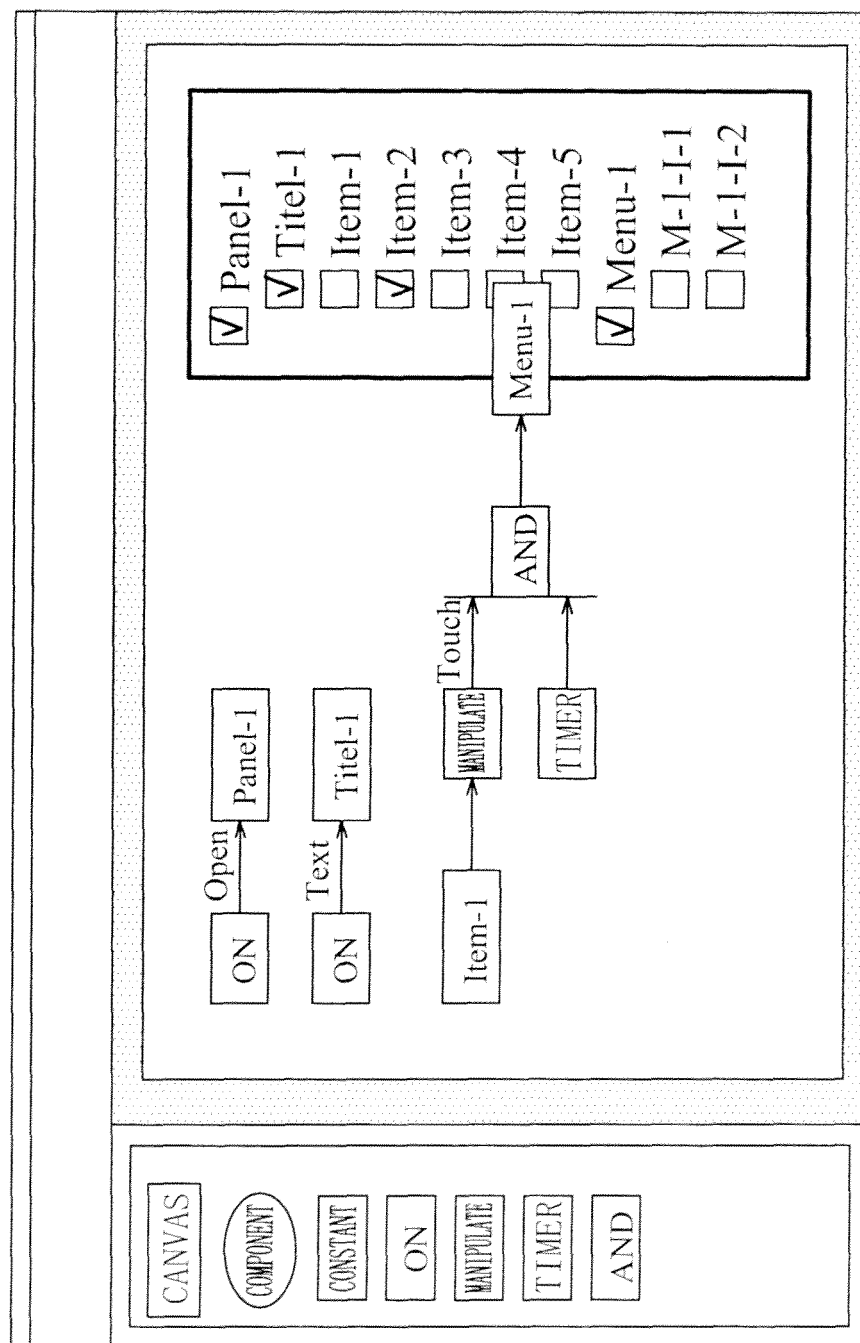 CANVAS
COMPONENT
CONSTANT
ON
MANIPULATE
TIMER
AND
ON
Open
Panel-1
ON
Text
Titel-1
Item-1
MANIPULATE
Touch
TIMER
AND
Menu-1
Panel-1
Titel-1
Item-1
Item-2
Item-3
Item-4
Item-5
Menu-1
M-1-I-1
M-1-I-2